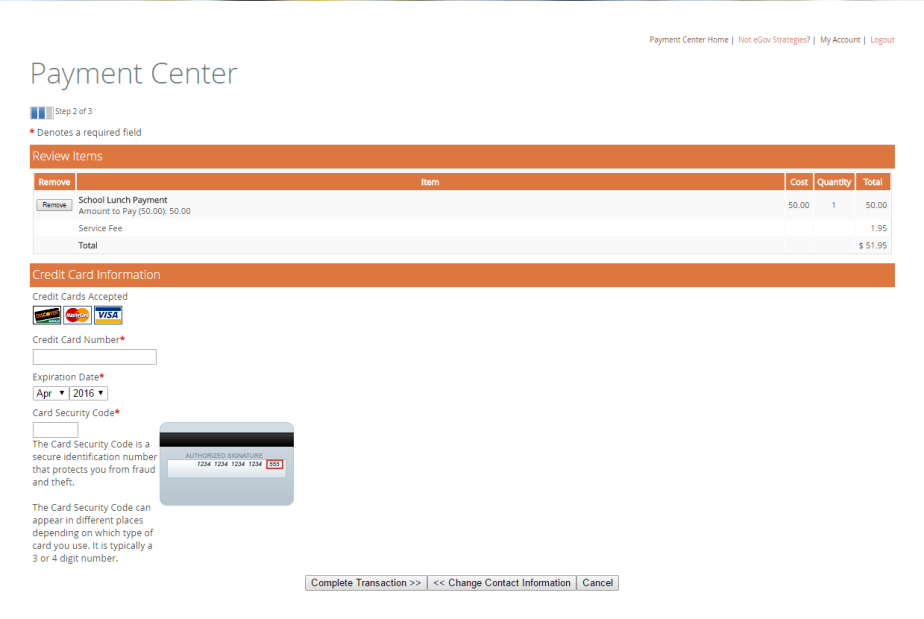 Payment Center Home | Not eGov Strategies? | My Account | Logout
Payment Center
Step 2 of 3
* Denotes a required field
Review Items
Remove Item Cost Quantity Total
Remove School Lunch Payment 50.00 1 50.00
Amount to Pay (50.00): 50.00
Service Fee 1.95
Total $ 51.95
Credit Card Information
Credit Cards Accepted
DISCOVER MasterCard VISA
Credit Card Number*
Expiration Date*
Apr 2016
Card Security Code*
The Card Security Code is a
secure identification number
that protects you from fraud
and theft.
AUTHORIZED SIGNATURE
1234 1234 1234 1234 555
The Card Security Code can
appear in different places
depending on which type of
card you use. It is typically a
3 or 4 digit number.
Complete Transaction >> << Change Contact Information Cancel